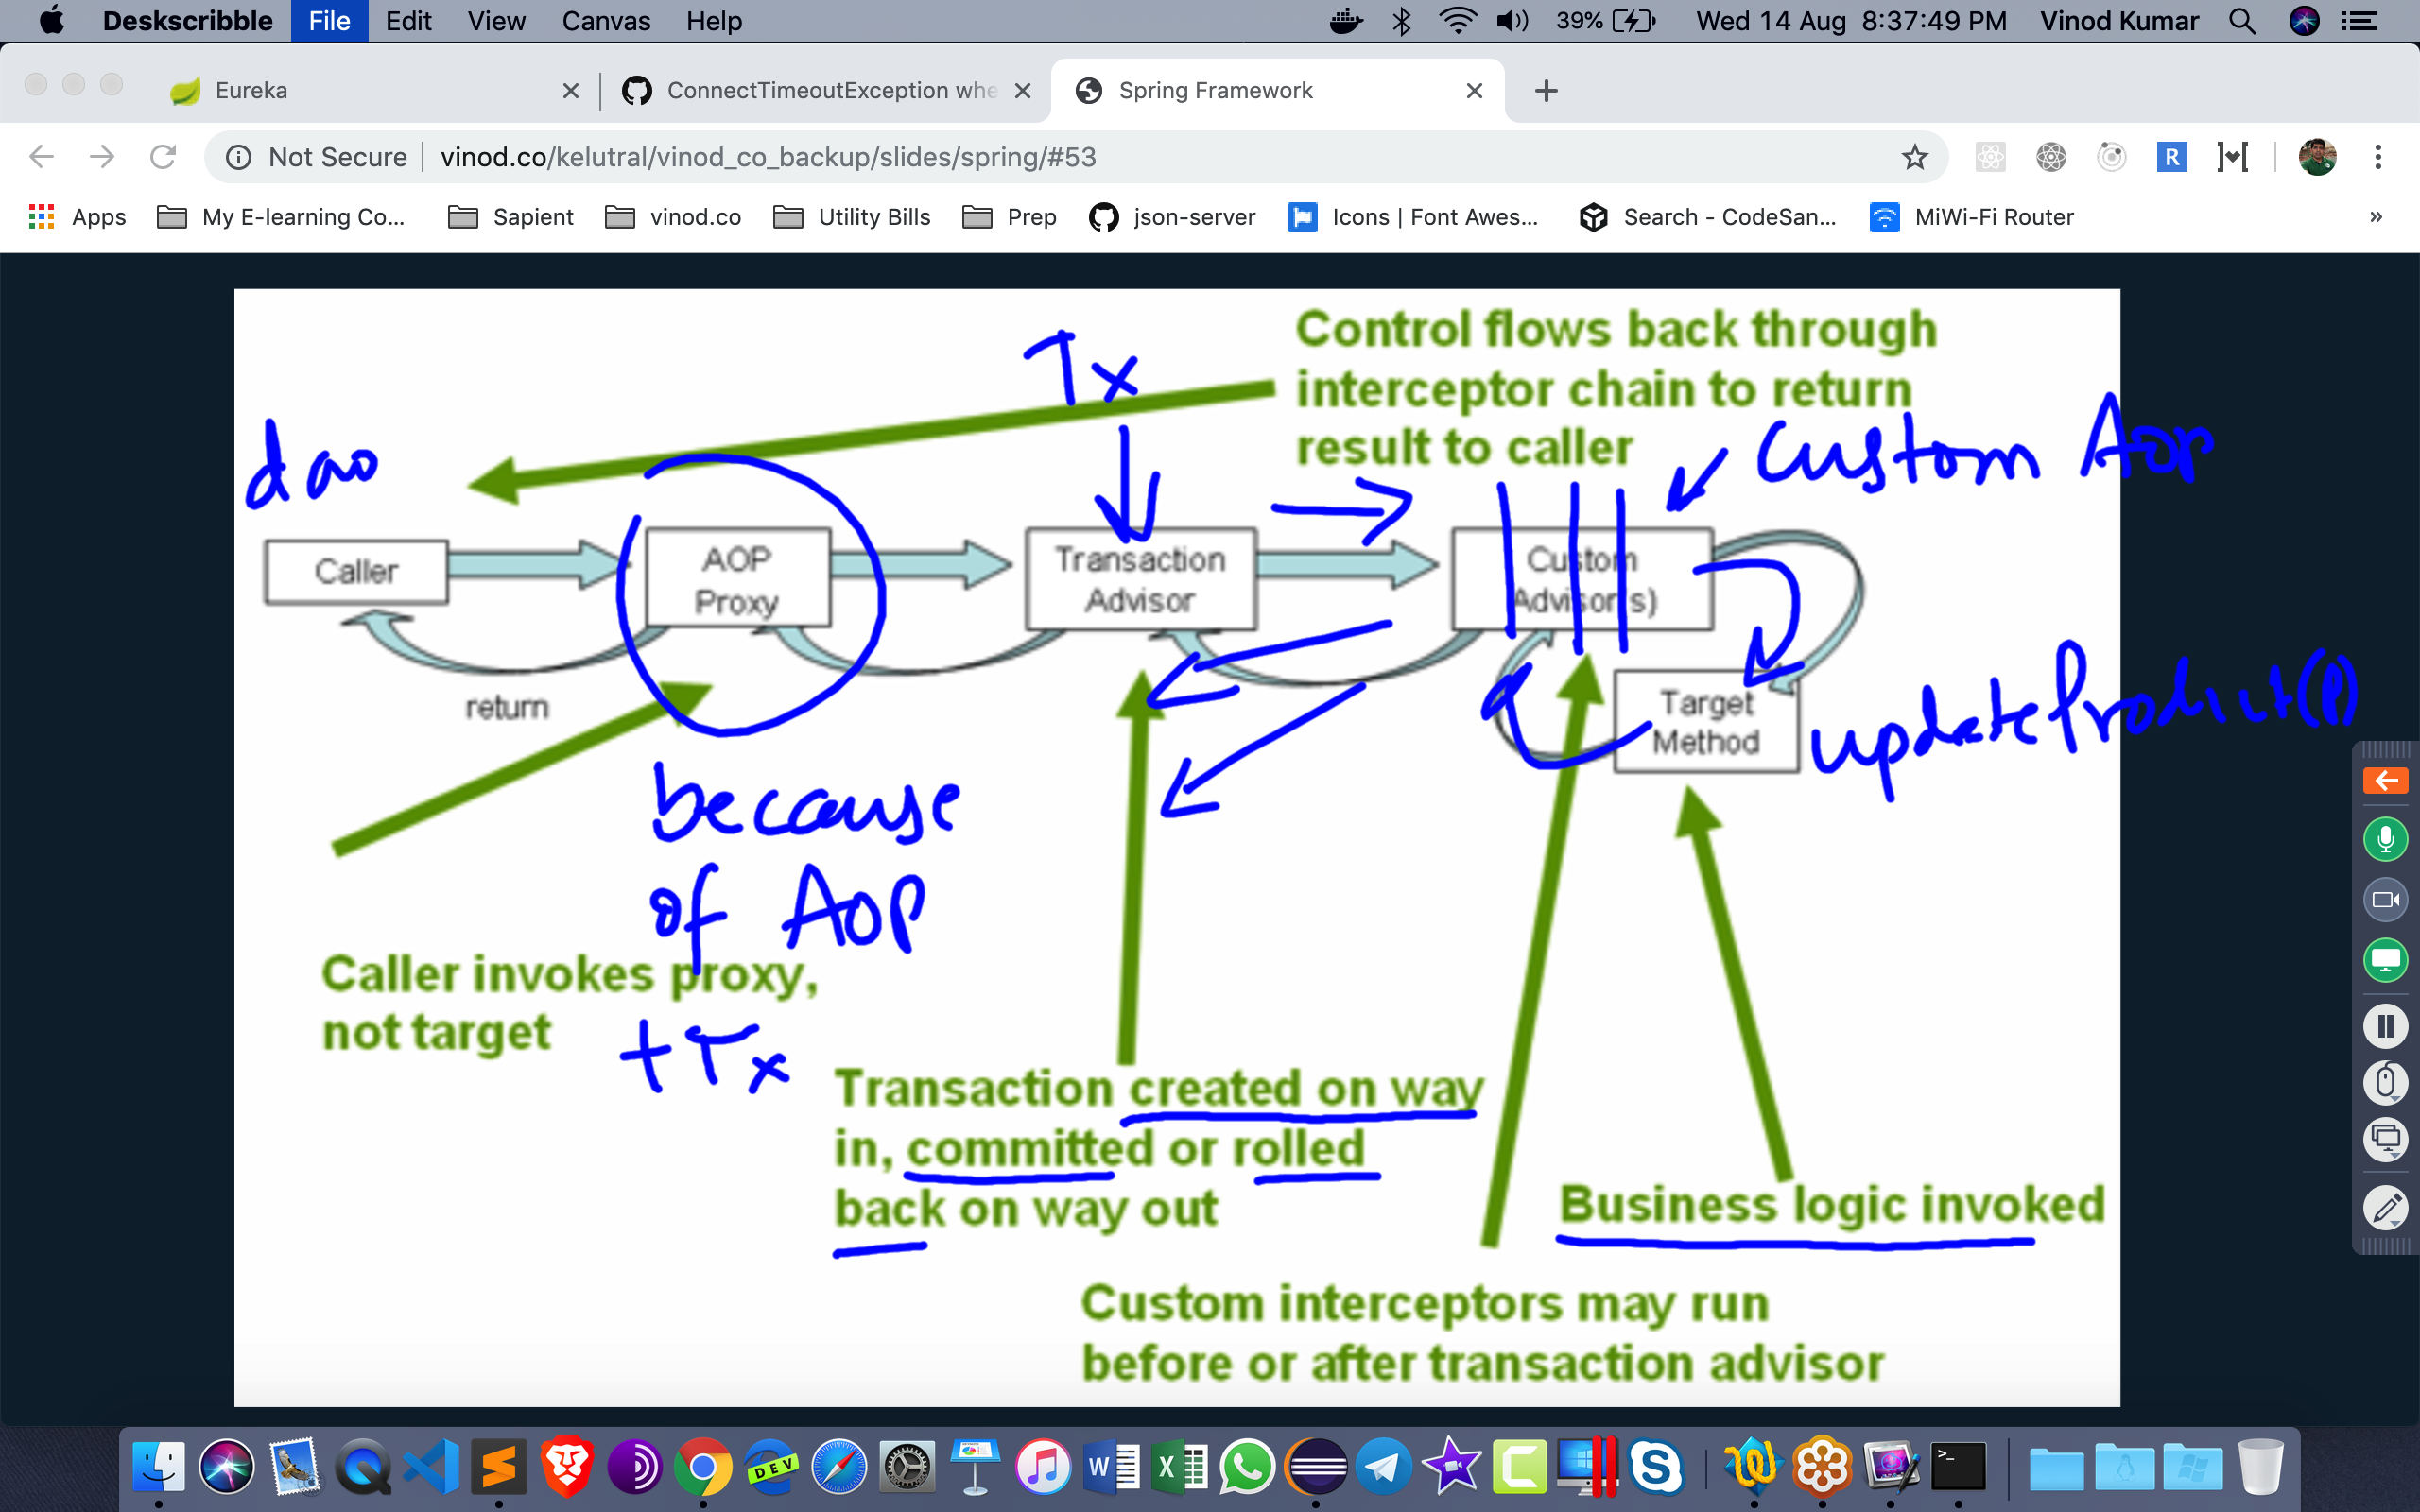 Deskscribble File Edit View Canvas Help 39% Wed 14 Aug 8:37:49 PM Vinod Kumar
Eureka ConnectTimeoutException whe Spring Framework
Not Secure vinod.co/kelutral/vinod_co_backup/slides/spring/#53 R
Apps My E-learning Co... Sapient vinod.co Utility Bills Prep json-server Icons | Font Awes... Search - CodeSan... MiWi-Fi Router »
Control flows back through
interceptor chain to return
result to caller
Tx
dao
Custom Aop
Caller
AOP
Proxy
Transaction
Advisor
Custom
Advisor(s)
return
Target
Method
updateProduct(P)
because
of Aop
+Tx
Caller invokes proxy,
not target
Transaction created on way
in, committed or rolled
back on way out
Business logic invoked
Custom interceptors may run
before or after transaction advisor
DEV